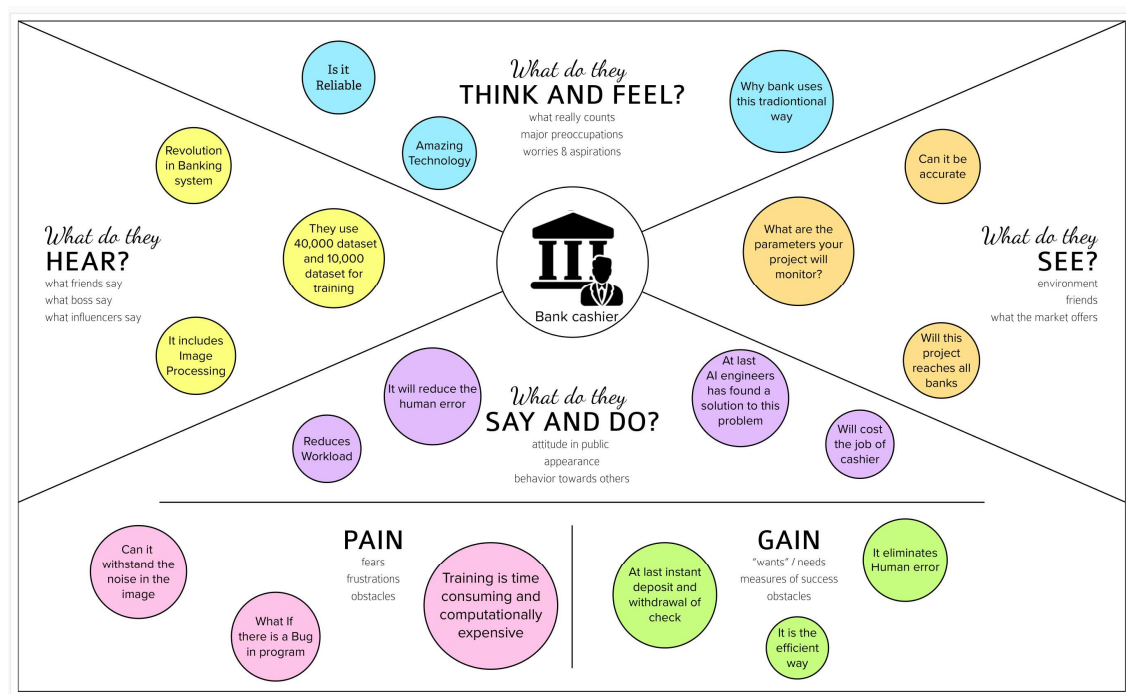 What do they
THINK AND FEEL?
what really counts
major preoccupations
worries & aspirations
Is it
Reliable
Amazing
Technology
Why bank uses
this tradiontional
way
What do they
HEAR?
what friends say
what boss say
what influencers say
Revolution
in Banking
system
They use
40,000 dataset
and 10,000
dataset for
training
It includes
Image
Processing
Bank cashier
What do they
SEE?
environment
friends
what the market offers
Can it be
accurate
What are the
parameters your
project will
monitor?
Will this
project
reaches all
banks
What do they
SAY AND DO?
attitude in public
appearance
behavior towards others
It will reduce the
human error
Reduces
Workload
At last
AI engineers
has found a
solution to this
problem
Will cost
the job of
cashier
PAIN
fears
frustrations
obstacles
Can it
withstand the
noise in the
image
What If
there is a Bug
in program
Training is time
consuming and
computationally
expensive
GAIN
"wants" / needs
measures of success
obstacles
At last instant
deposit and
withdrawal of
check
It eliminates
Human error
It is the
efficient
way